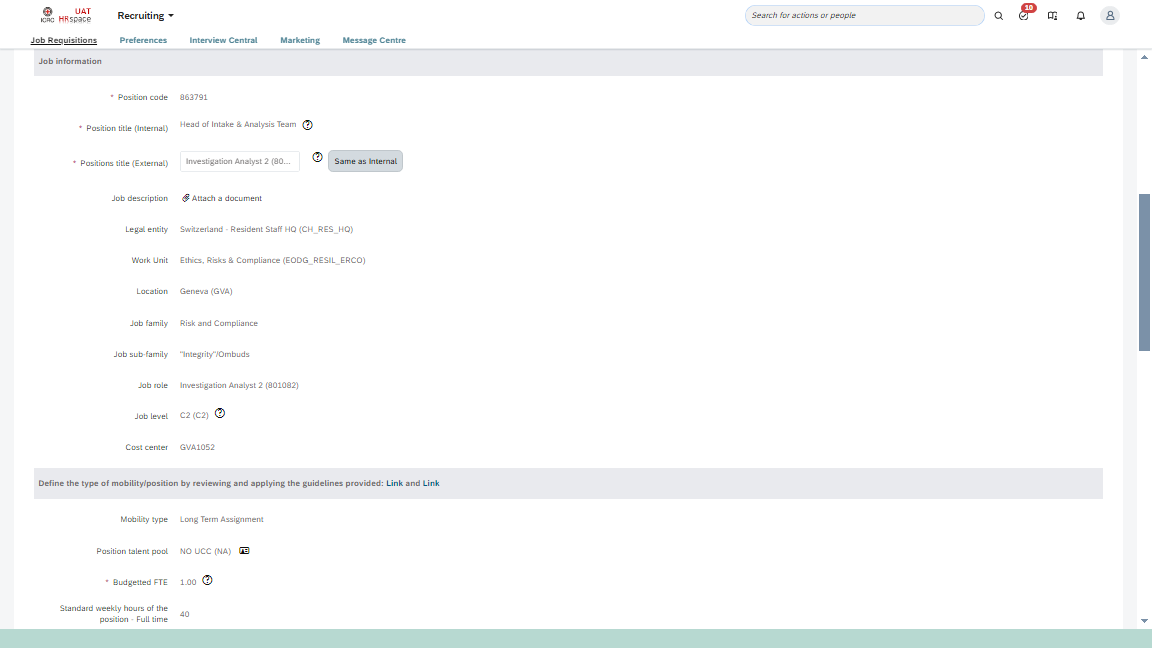 UAT
ICRC HRspace
Recruiting
Search for actions or people
10
Job Requisitions Preferences Interview Central Marketing Message Centre
Job information
* Position code 863791
* Position title (Internal) Head of Intake & Analysis Team
* Positions title (External) Investigation Analyst 2 (80... Same as Internal
Job description Attach a document
Legal entity Switzerland - Resident Staff HQ (CH_RES_HQ)
Work Unit Ethics, Risks & Compliance (EODG_RESIL_ERCO)
Location Geneva (GVA)
Job family Risk and Compliance
Job sub-family "Integrity"/Ombuds
Job role Investigation Analyst 2 (801082)
Job level C2 (C2)
Cost center GVA1052
Define the type of mobility/position by reviewing and applying the guidelines provided: Link and Link
Mobility type Long Term Assignment
Position talent pool NO UCC (NA)
* Budgetted FTE 1.00
Standard weekly hours of the
position - Full time 40